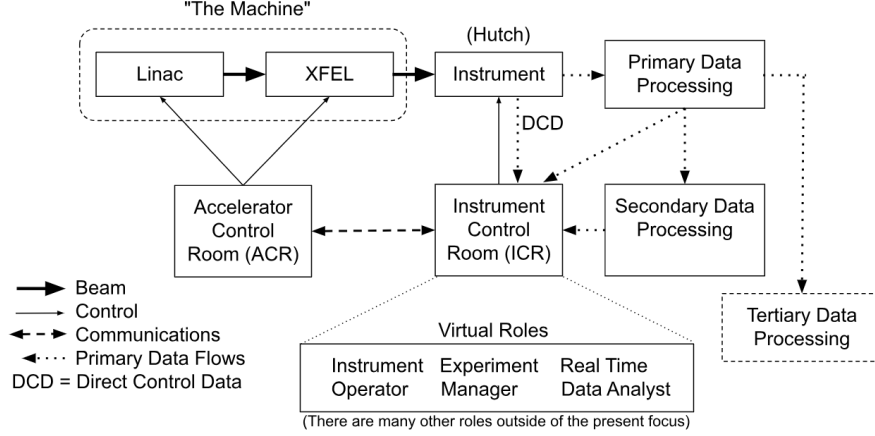 "The Machine"
(Hutch)
Linac
XFEL
Instrument
Primary Data
Processing
DCD
Accelerator
Control
Room (ACR)
Instrument
Control
Room (ICR)
Secondary Data
Processing
Beam
Control
Communications
Primary Data Flows
DCD = Direct Control Data
Tertiary Data
Processing
Virtual Roles
Instrument
Operator
Experiment
Manager
Real Time
Data Analyst
(There are many other roles outside of the present focus)